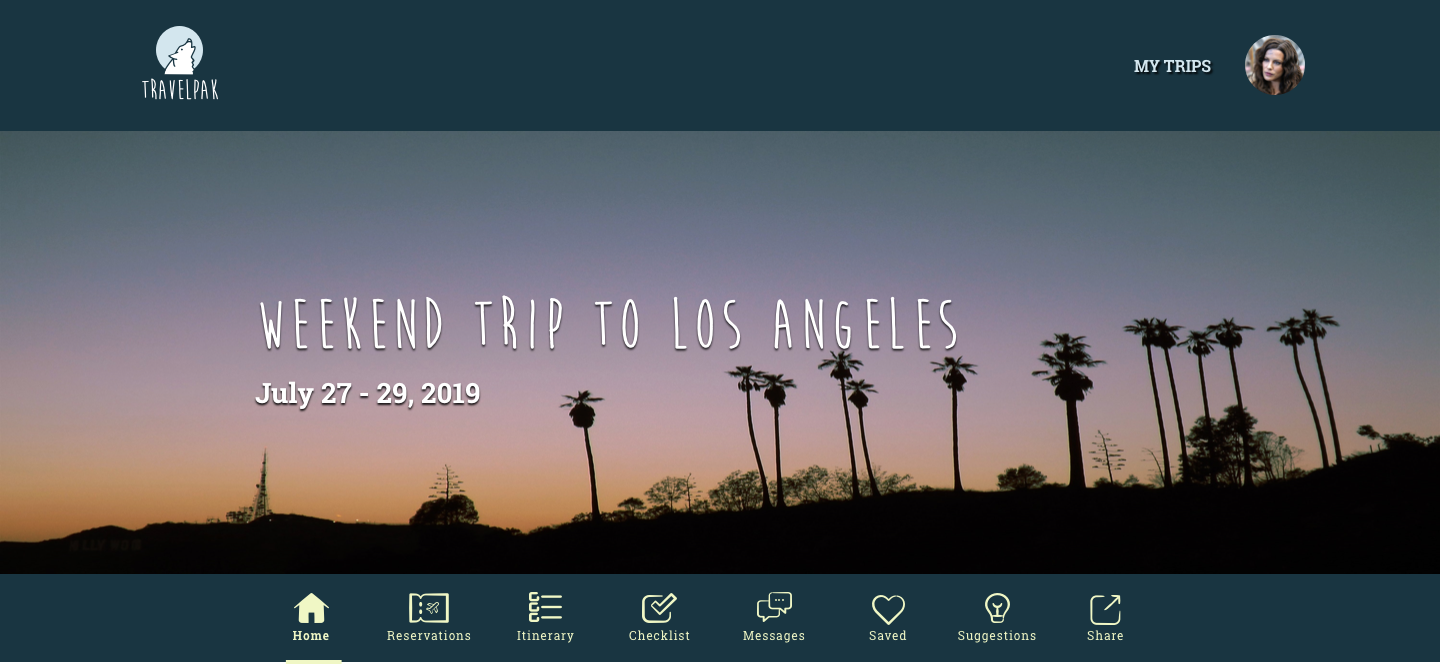 TRAVELPAK
MY TRIPS
WEEKEND TRIP TO LOS ANGELES
July 27 - 29, 2019
Home
Reservations
Itinerary
Checklist
Messages
Saved
Suggestions
Share